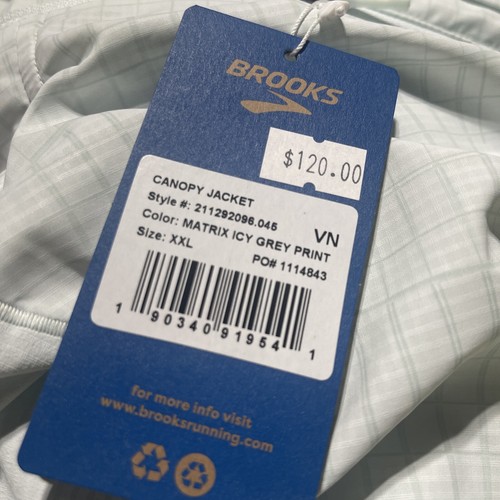 BROOKS
$120.00
CANOPY JACKET
Style #: 211292096.045
VN
Color: MATRIX ICY GREY PRINT
Size: XXL
PO# 1114843
1 90340 91954 1
for more info visit
www.brooksrunning.com